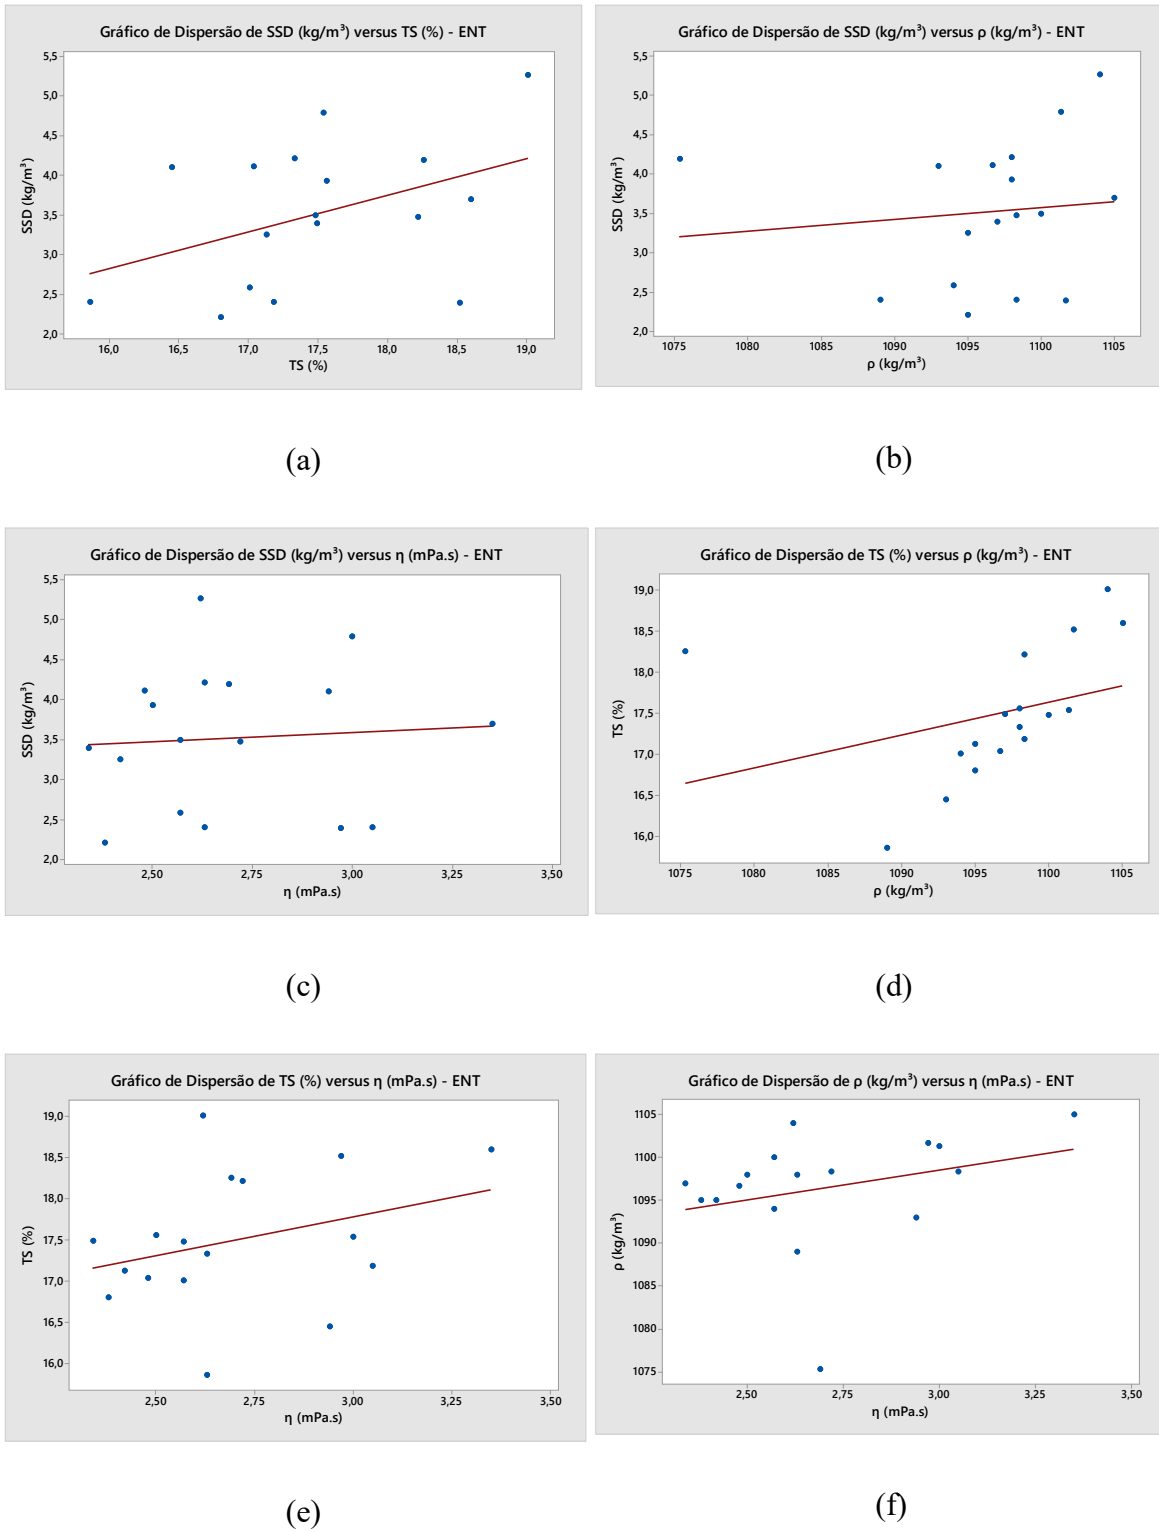 Gráfico de Dispersão de SSD (kg/m³) versus TS (%) - ENT
5,5
5,0
4,5
4,0
3,5
3,0
2,5
2,0
SSD (kg/m³)
16,0 16,5 17,0 17,5 18,0 18,5 19,0
TS (%)
(a)
Gráfico de Dispersão de SSD (kg/m³) versus ρ (kg/m³) - ENT
5,5
5,0
4,5
4,0
3,5
3,0
2,5
2,0
SSD (kg/m³)
1075 1080 1085 1090 1095 1100 1105
ρ (kg/m³)
(b)
Gráfico de Dispersão de SSD (kg/m³) versus η (mPa.s) - ENT
5,5
5,0
4,5
4,0
3,5
3,0
2,5
2,0
SSD (kg/m³)
2,50 2,75 3,00 3,25 3,50
η (mPa.s)
(c)
Gráfico de Dispersão de TS (%) versus ρ (kg/m³) - ENT
19,0
18,5
18,0
17,5
17,0
16,5
16,0
TS (%)
1075 1080 1085 1090 1095 1100 1105
ρ (kg/m³)
(d)
Gráfico de Dispersão de TS (%) versus η (mPa.s) - ENT
19,0
18,5
18,0
17,5
17,0
16,5
16,0
TS (%)
2,50 2,75 3,00 3,25 3,50
η (mPa.s)
(e)
Gráfico de Dispersão de ρ (kg/m³) versus η (mPa.s) - ENT
1105
1100
1095
1090
1085
1080
1075
ρ (kg/m³)
2,50 2,75 3,00 3,25 3,50
η (mPa.s)
(f)